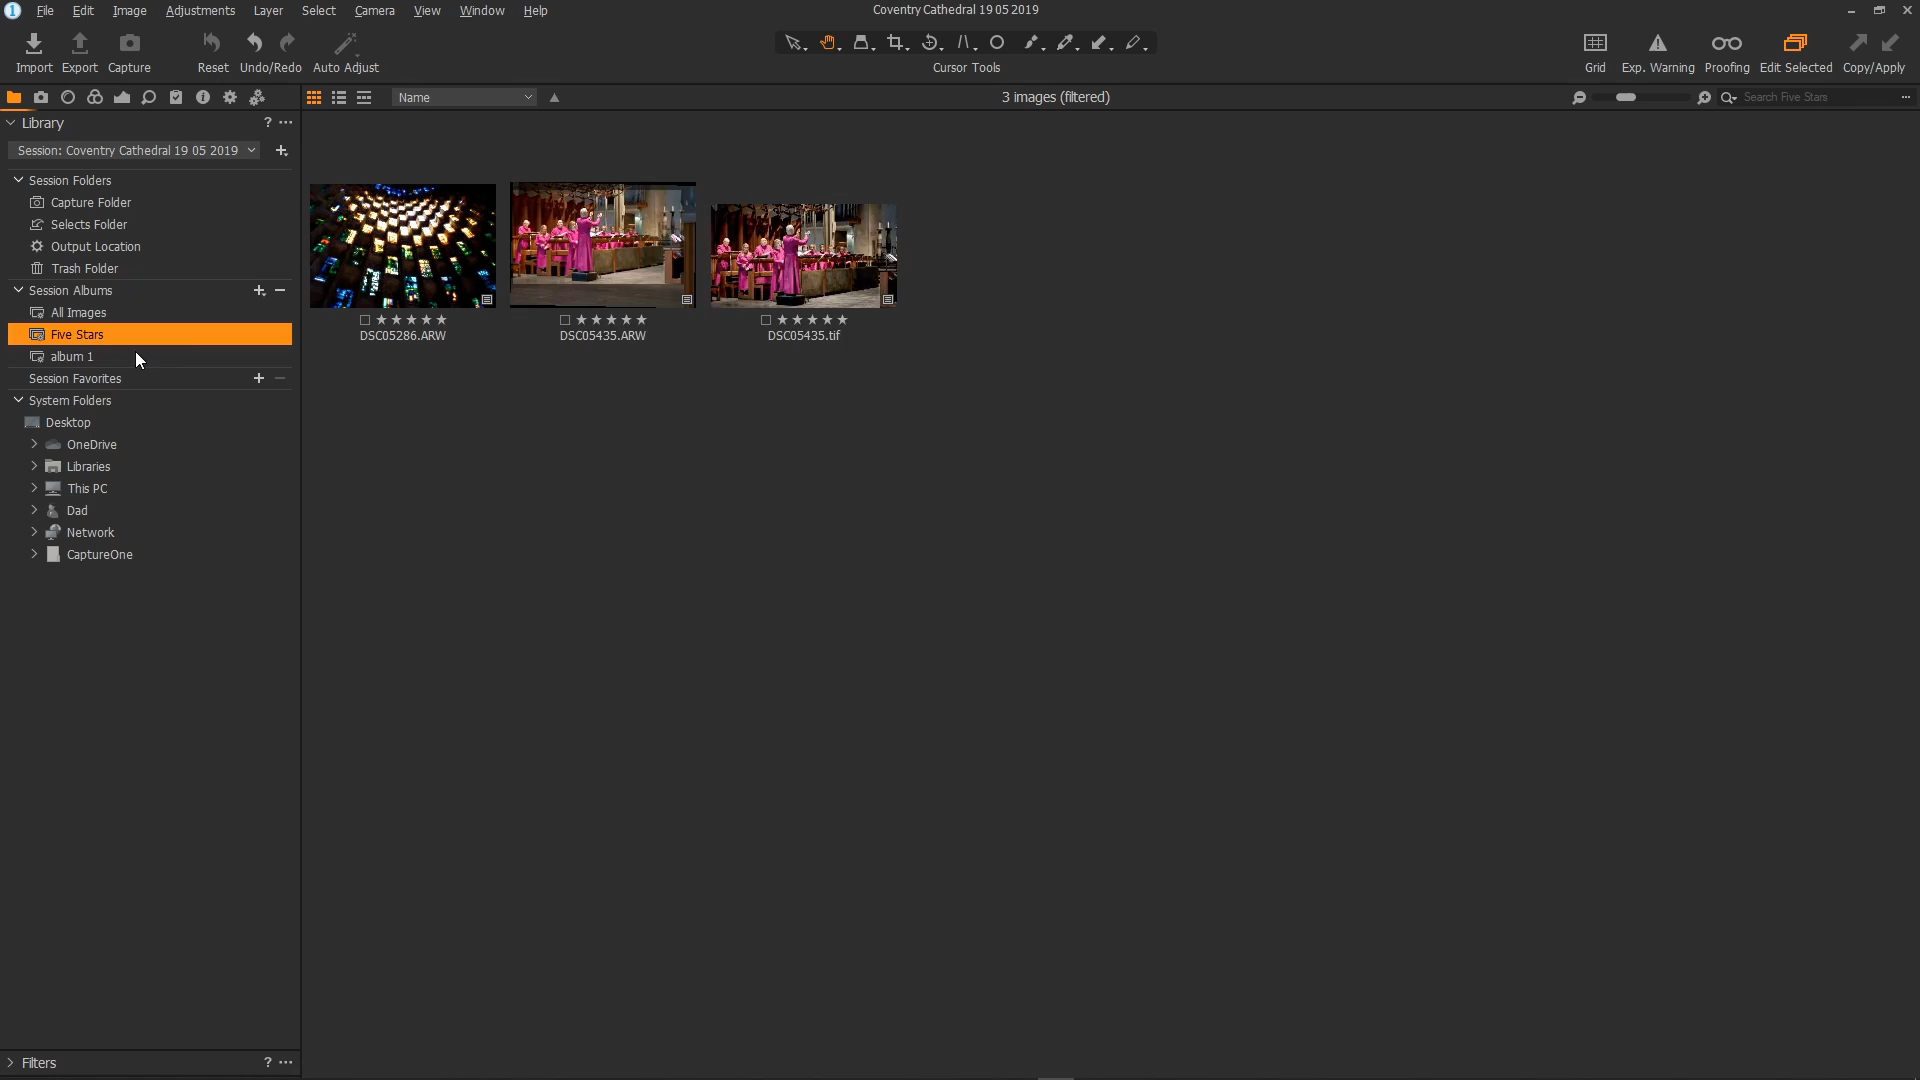 File Edit Image Adjustments Layer Select Camera View Window Help
Coventry Cathedral 19 05 2019
Import Export Capture Reset Undo/Redo Auto Adjust
Cursor Tools
Grid Exp. Warning Proofing Edit Selected Copy/Apply
Name
3 images (filtered)
Search Five Stars
Library
Session: Coventry Cathedral 19 05 2019
Session Folders
Capture Folder
Selects Folder
Output Location
Trash Folder
Session Albums
All Images
Five Stars
album 1
Session Favorites
System Folders
Desktop
OneDrive
Libraries
This PC
Dad
Network
CaptureOne
DSC05286.ARW
DSC05435.ARW
DSC05435.tif
Filters